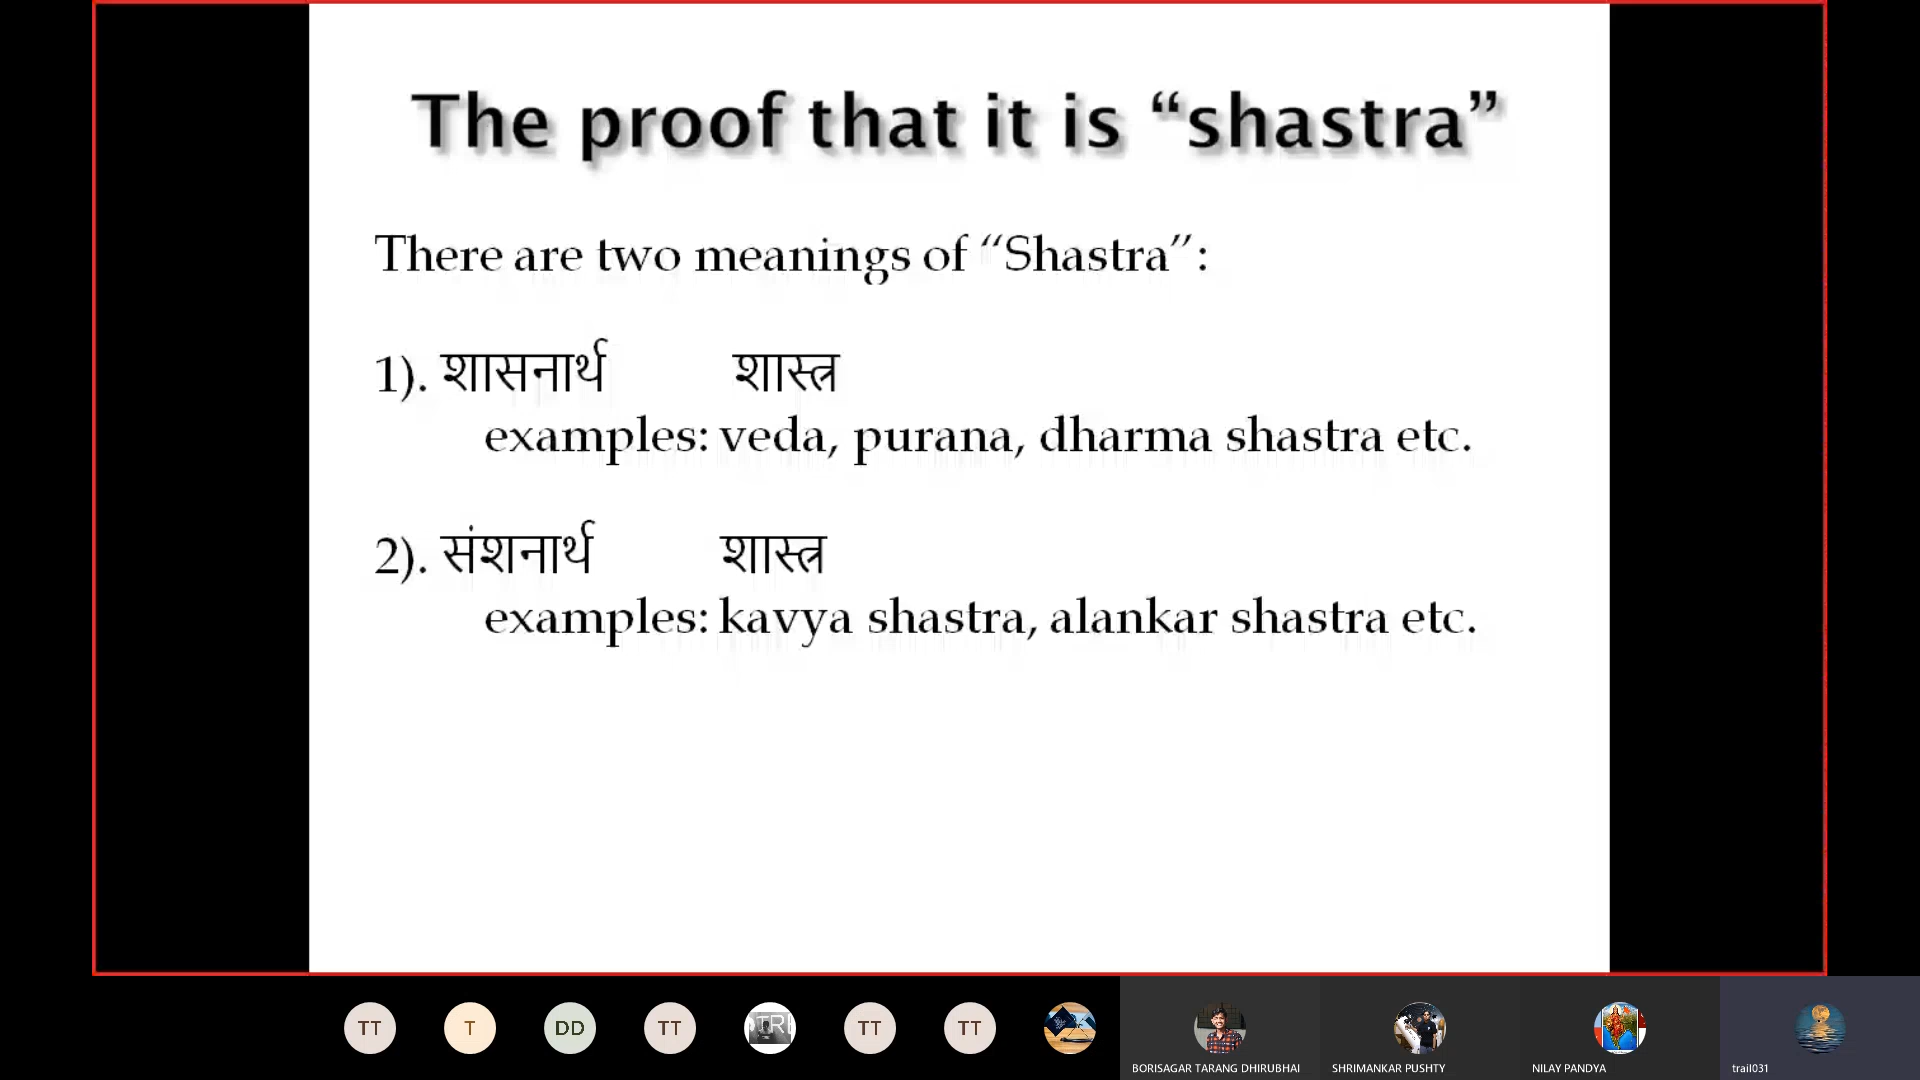 The proof that it is “shastra”
There are two meanings of “Shastra”:
1). शासनार्थ शास्त्र
examples: veda, purana, dharma shastra etc.
2). संशनार्थ शास्त्र
examples: kavya shastra, alankar shastra etc.
TT T DD TT TT TT
BORISAGAR TARANG DHIRUBHAI SHRIMANKAR PUSHTY NILAY PANDYA trail031